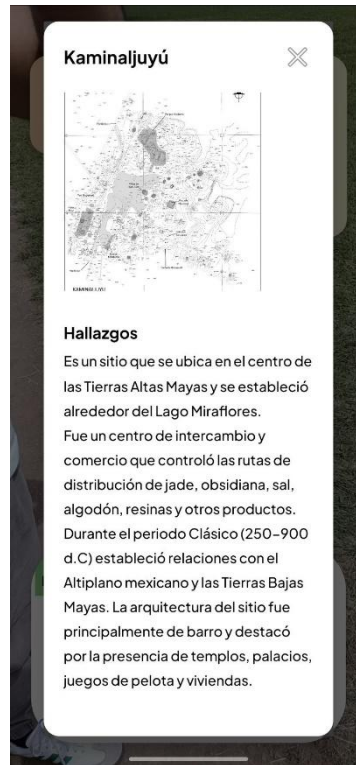 Kaminaljuyú
KAMINAL JUYU
Hallazgos
Es un sitio que se ubica en el centro de
las Tierras Altas Mayas y se estableció
alrededor del Lago Miraflores.
Fue un centro de intercambio y
comercio que controló las rutas de
distribución de jade, obsidiana, sal,
algodón, resinas y otros productos.
Durante el periodo Clásico (250-900
d.C) estableció relaciones con el
Altiplano mexicano y las Tierras Bajas
Mayas. La arquitectura del sitio fue
principalmente de barro y destacó
por la presencia de templos, palacios,
juegos de pelota y viviendas.